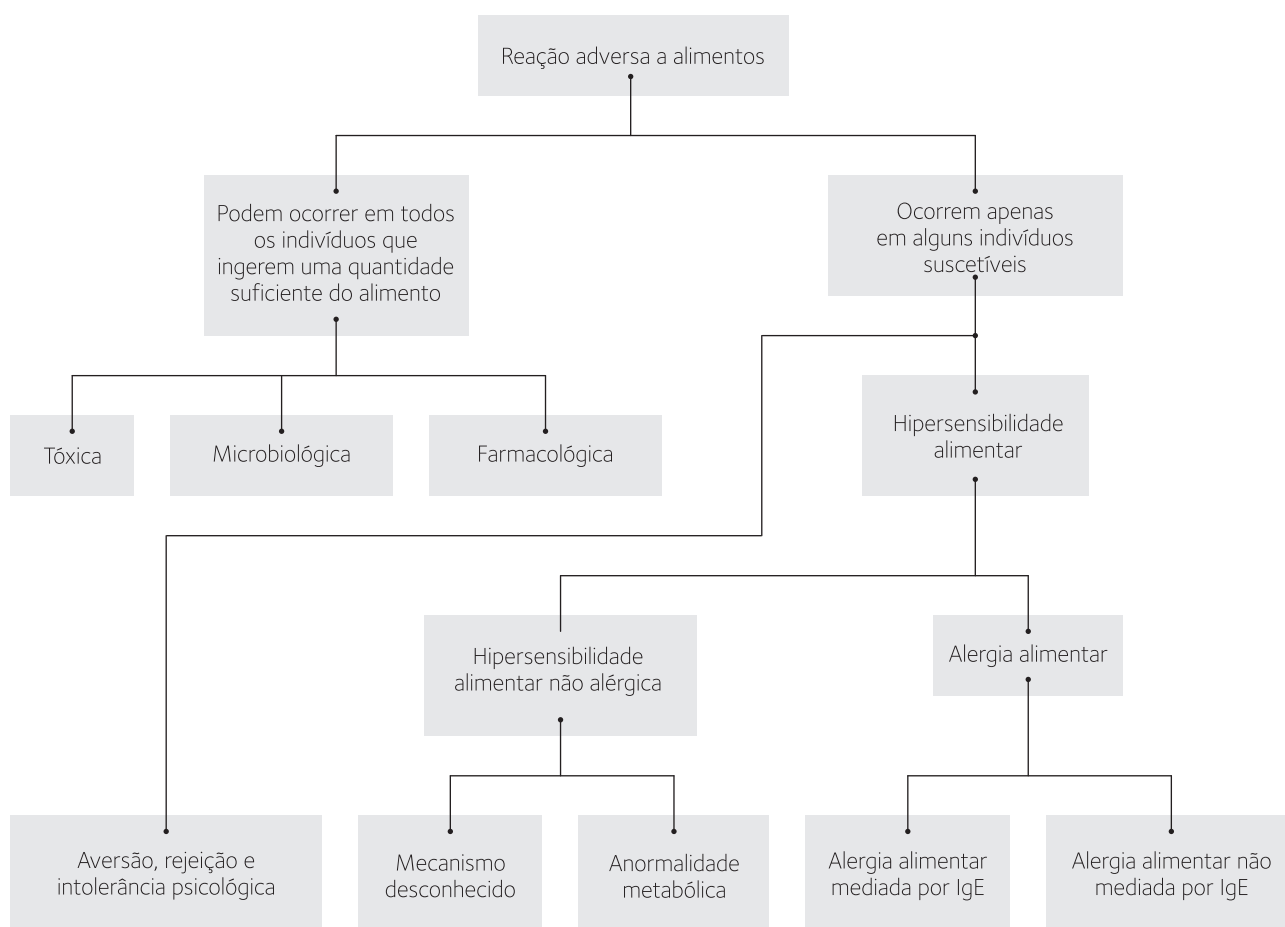 Reação adversa a alimentos
Podem ocorrer em todos
os indivíduos que
ingerem uma quantidade
suficiente do alimento
Ocorrem apenas
em alguns indivíduos
suscetíveis
Tóxica
Microbiológica
Farmacológica
Hipersensibilidade
alimentar
Hipersensibilidade
alimentar não alérgica
Alergia alimentar
Aversão, rejeição e
intolerância psicológica
Mecanismo
desconhecido
Anormalidade
metabólica
Alergia alimentar
mediada por IgE
Alergia alimentar não
mediada por IgE